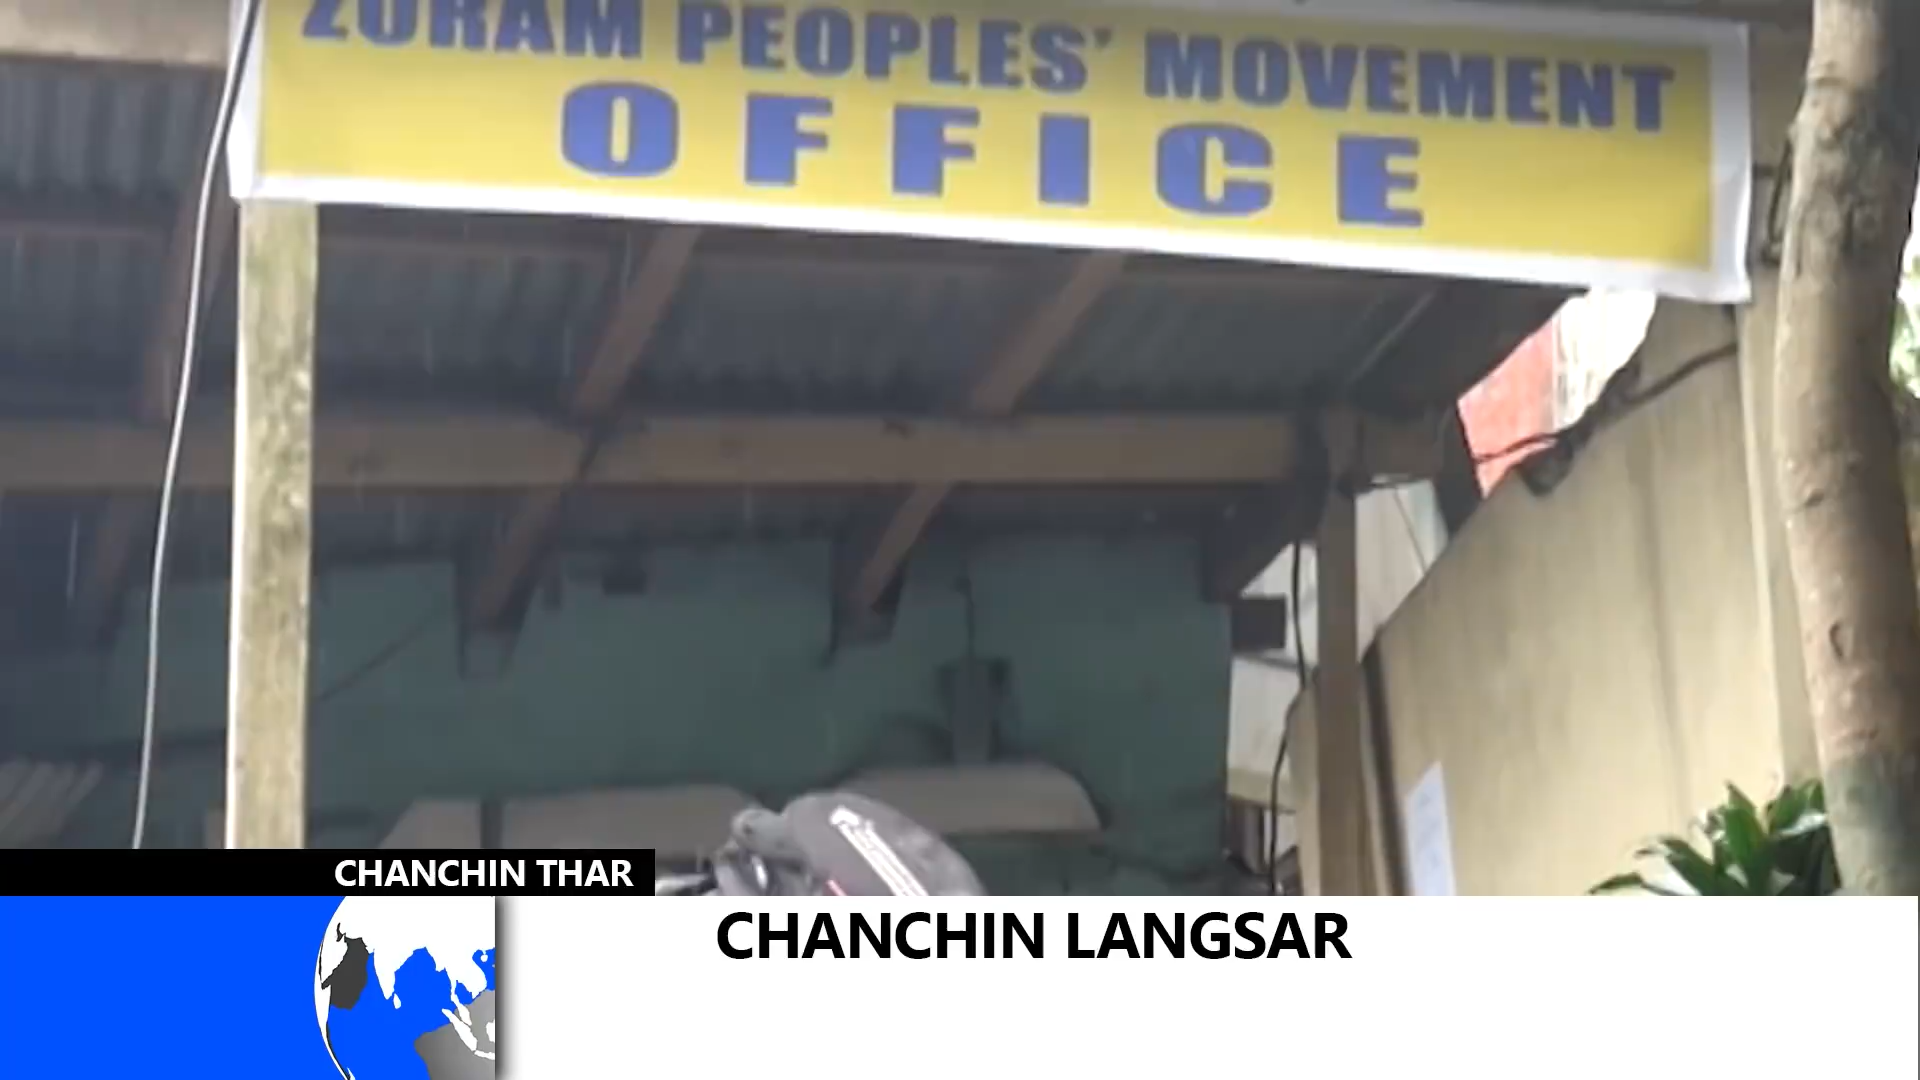 ZORAM PEOPLES' MOVEMENT
OFFICE
CHANCHIN THAR
CHANCHIN LANGSAR